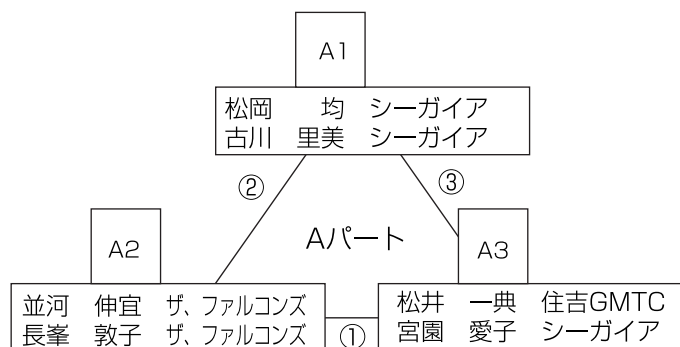 A1
松岡 均 シーガイア
古川 里美 シーガイア
② ③
Aパート
A2
並河 伸宜 ザ、ファルコンズ
長峯 敦子 ザ、ファルコンズ
①
A3
松井 一典 住吉GMTC
宮園 愛子 シーガイア